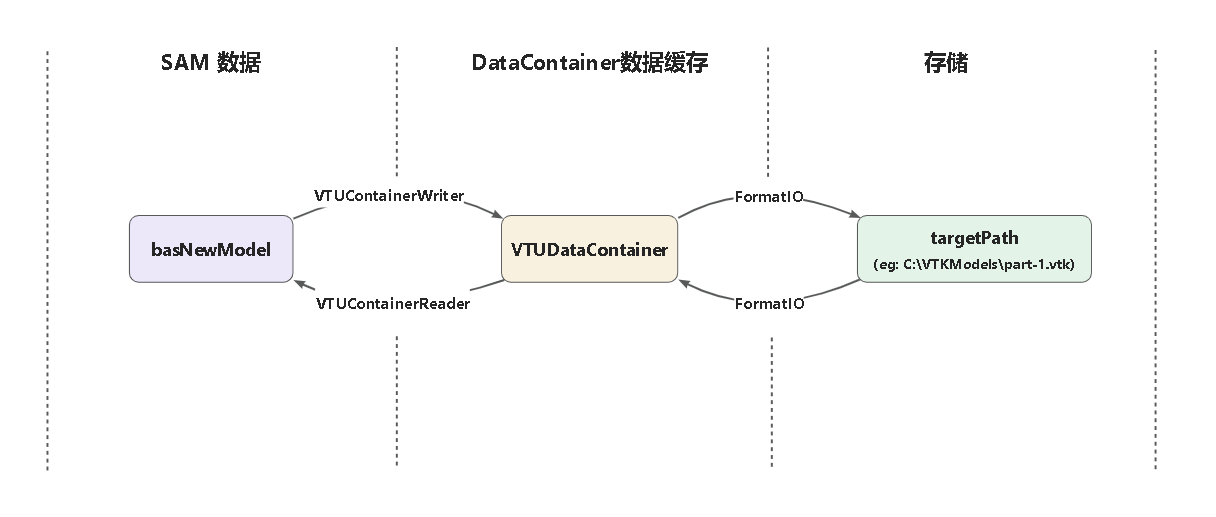 SAM 数据
DataContainer数据缓存
存储
VTUContainerWriter
FormatIO
basNewModel
VTUDataContainer
targetPath
(eg: C:\VTKModels\part-1.vtk)
VTUContainerReader
FormatIO